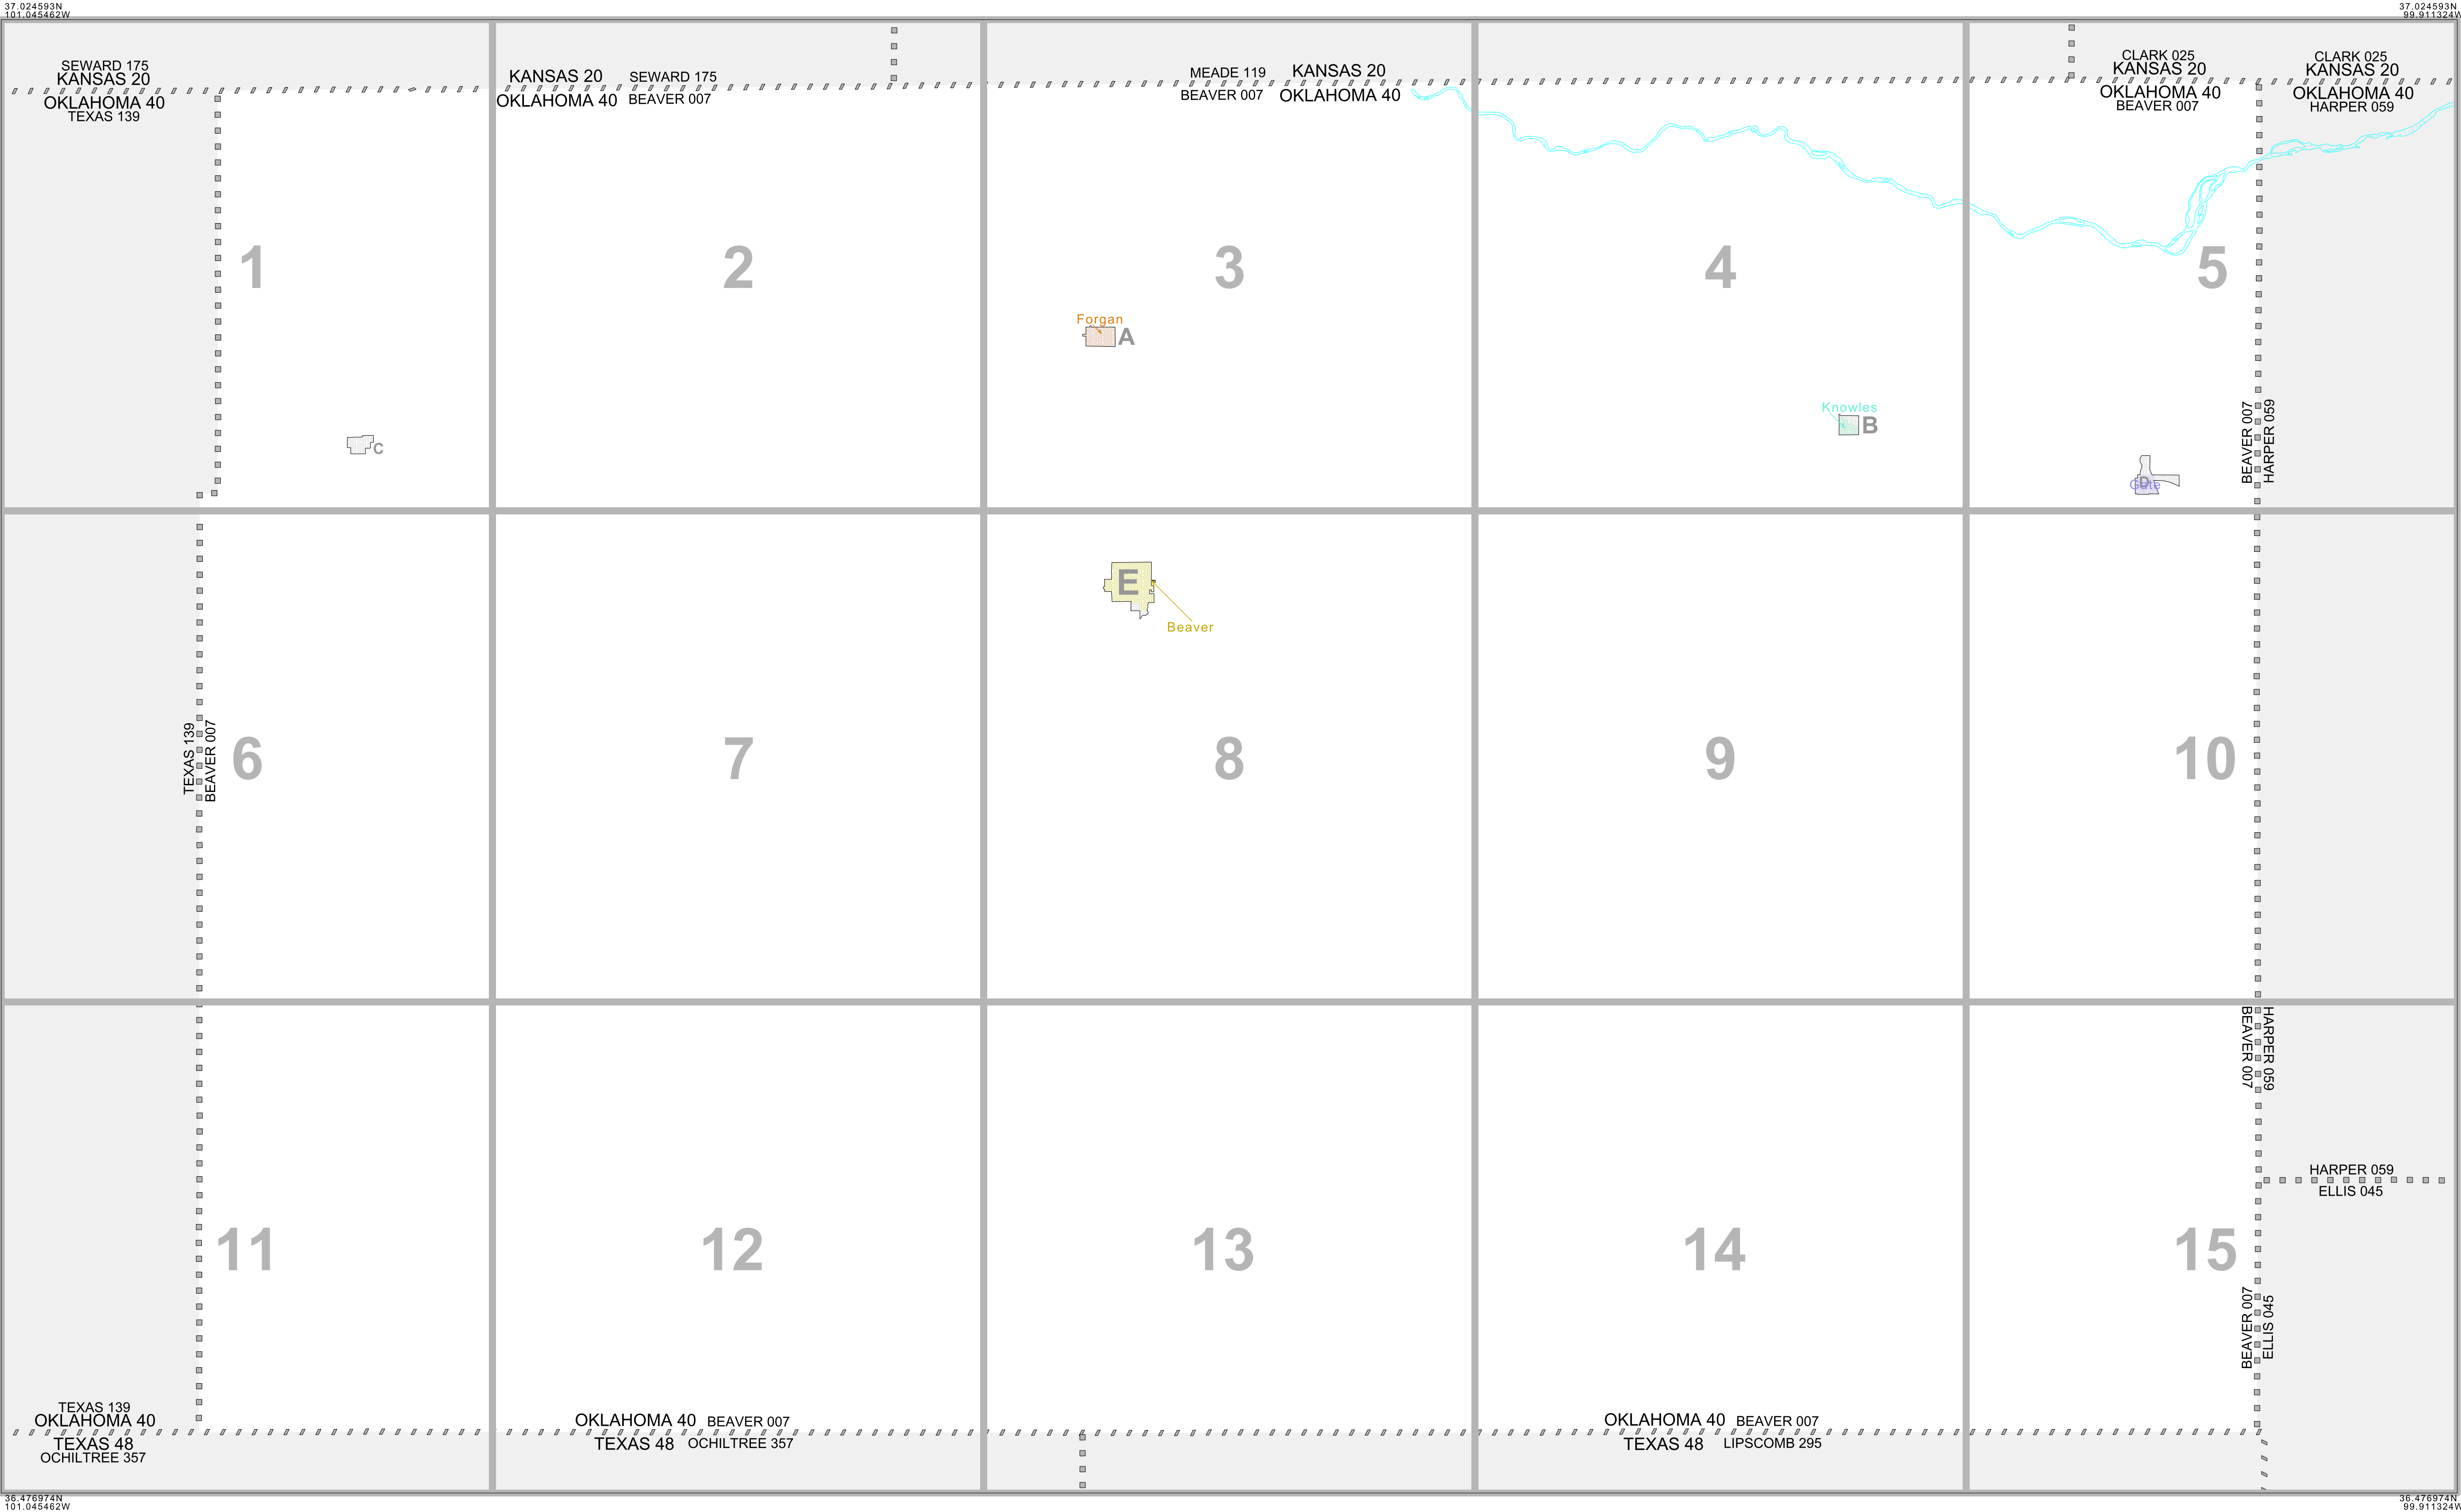 37.024593N
101.045462W
37.024593N
99.911324W
SEWARD 175
KANSAS 20
OKLAHOMA 40
TEXAS 139
KANSAS 20 SEWARD 175
OKLAHOMA 40 BEAVER 007
MEADE 119 KANSAS 20
BEAVER 007 OKLAHOMA 40
CLARK 025
KANSAS 20
OKLAHOMA 40
BEAVER 007
CLARK 025
KANSAS 20
OKLAHOMA 40
HARPER 059
1
2
3
4
5
Forgan
A
Knowles
B
C
BEAVER 007
HARPER 059
D
Gate
E
Beaver
TEXAS 139
BEAVER 007
6
7
8
9
10
BEAVER 007
HARPER 059
HARPER 059
ELLIS 045
11
12
13
14
15
BEAVER 007
ELLIS 045
TEXAS 139
OKLAHOMA 40
TEXAS 48
OCHILTREE 357
OKLAHOMA 40 BEAVER 007
TEXAS 48 OCHILTREE 357
OKLAHOMA 40 BEAVER 007
TEXAS 48 LIPSCOMB 295
36.476974N
101.045462W
36.476974N
99.911324W